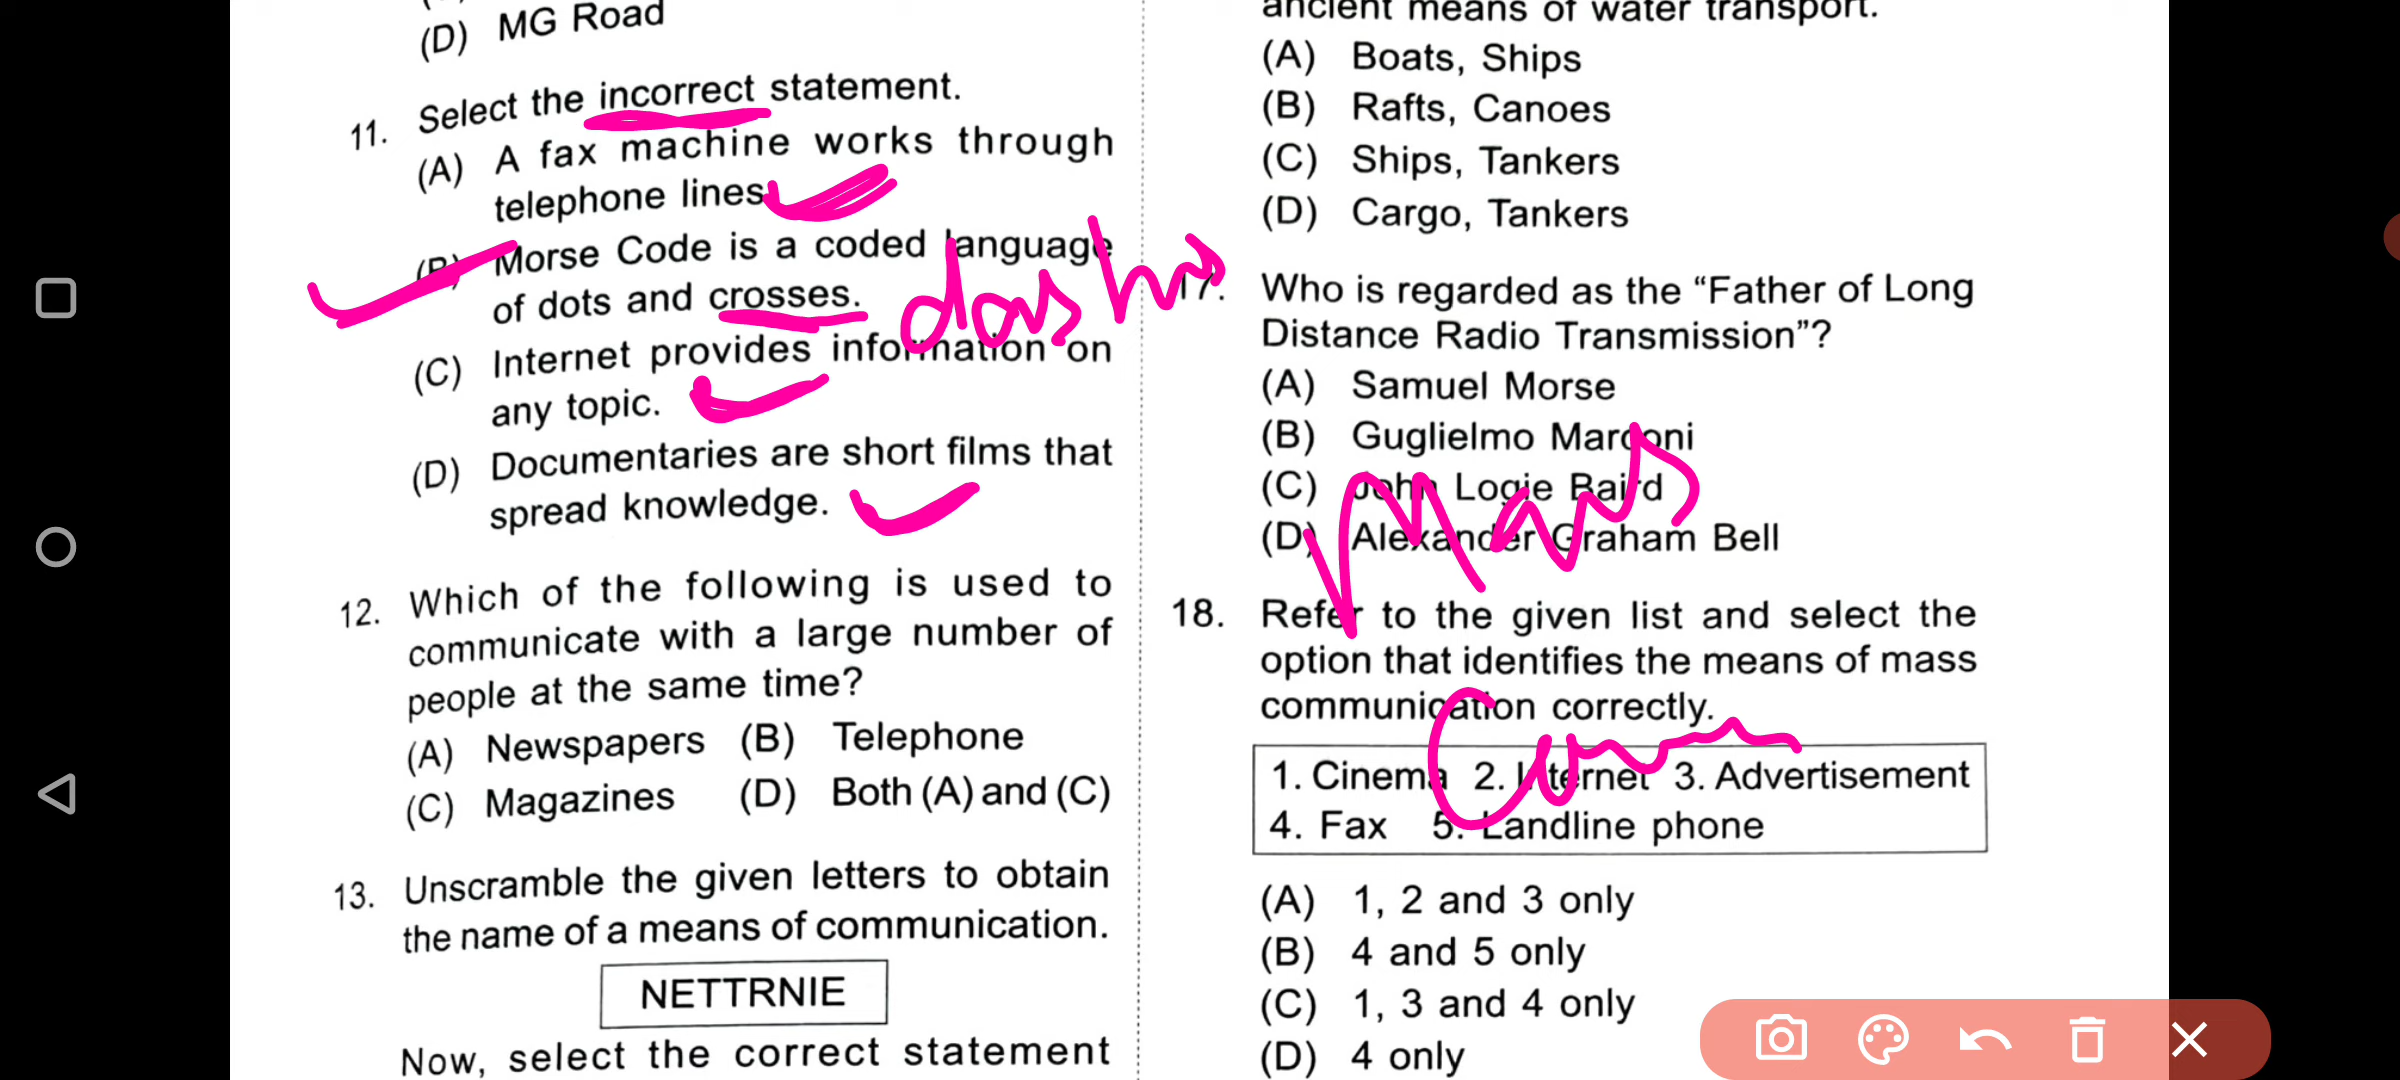 (D) MG Road
11. Select the incorrect statement.
(A) A fax machine works through
telephone lines.
(B) Morse Code is a coded language
of dots and crosses.
dashes
(C) Internet provides information on
any topic.
(D) Documentaries are short films that
spread knowledge.
12. Which of the following is used to
communicate with a large number of
people at the same time?
(A) Newspapers (B) Telephone
(C) Magazines (D) Both (A) and (C)
13. Unscramble the given letters to obtain
the name of a means of communication.
NETTRNIE
Now, select the correct statement
ancient means of water transport.
(A) Boats, Ships
(B) Rafts, Canoes
(C) Ships, Tankers
(D) Cargo, Tankers
17. Who is regarded as the “Father of Long
Distance Radio Transmission”?
(A) Samuel Morse
(B) Guglielmo Marconi
(C) John Logie Baird
(D) Alexander Graham Bell
Mass
18. Refer to the given list and select the
option that identifies the means of mass
communication correctly.
1. Cinema 2. Internet 3. Advertisement
4. Fax 5. Landline phone
(A) 1, 2 and 3 only
(B) 4 and 5 only
(C) 1, 3 and 4 only
(D) 4 only